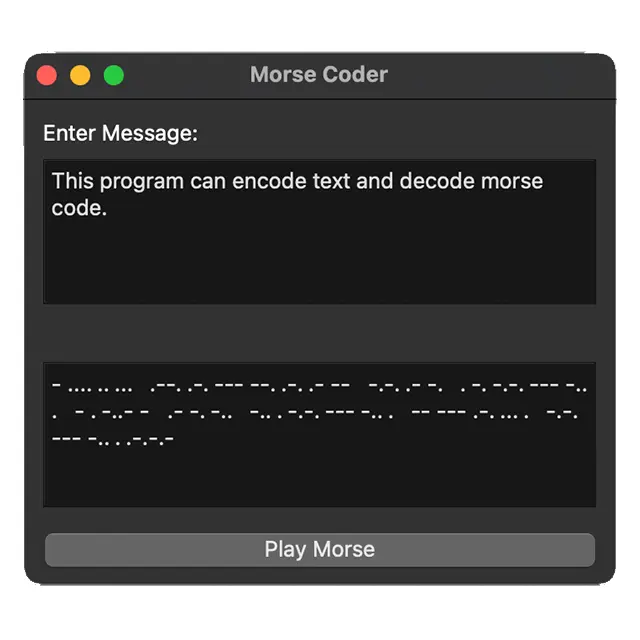 Morse Coder
Enter Message:
This program can encode text and decode morse
code.
- .... .. ...   .--. .-. --- --. .-. .- --   -.-. .- -.   . -. -.-. --- -..
.   - . -..- -   .- -. -..   -.. . -.-. --- -.. .   -- --- .-. ... .   -.-.
--- -.. . .-.-.-
Play Morse